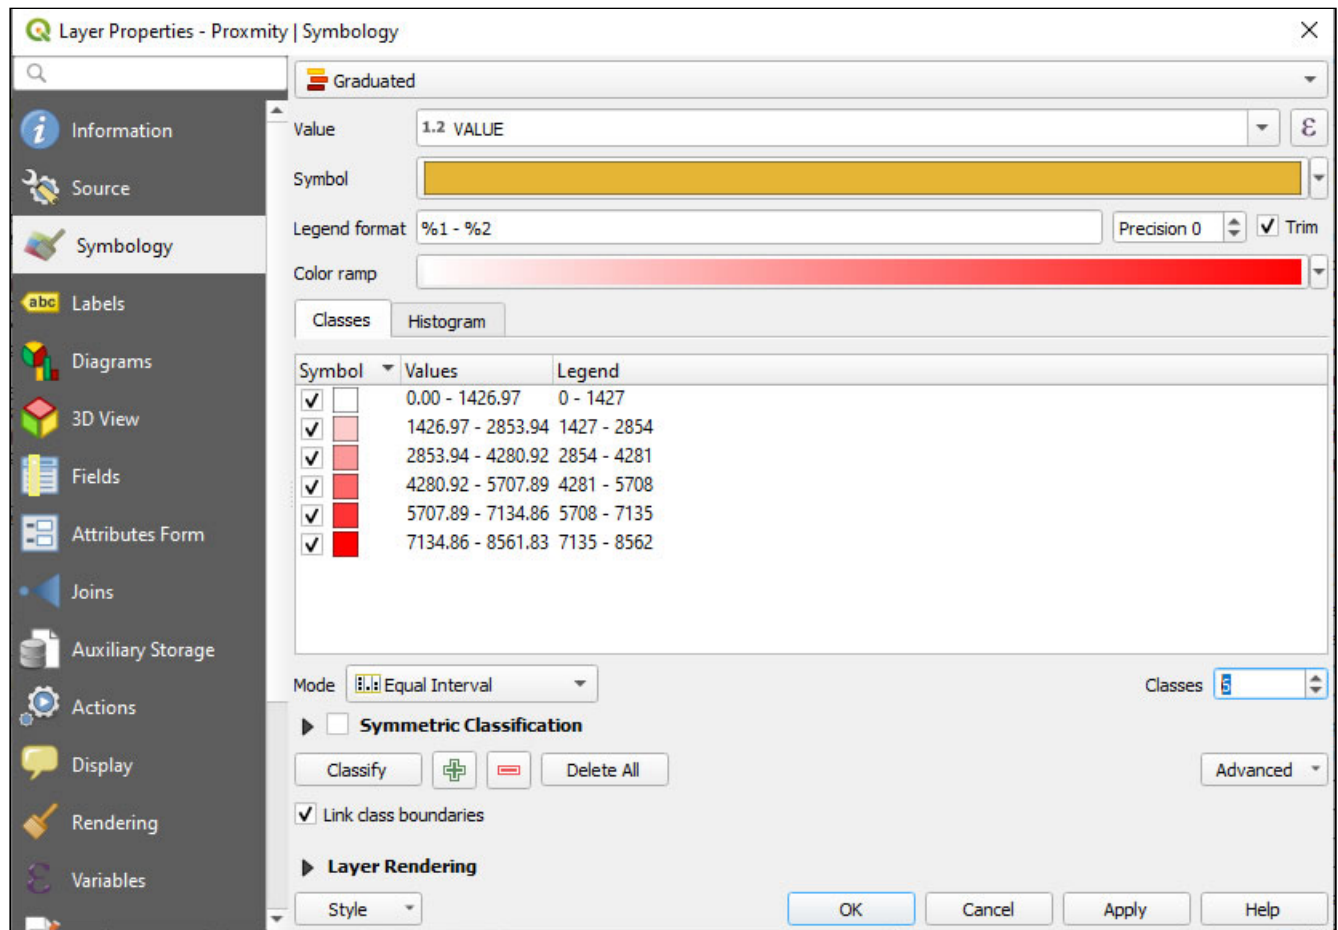 Layer Properties - Proxmity | Symbology
Graduated
Information
Value
1.2 VALUE
ε
Source
Symbol
Symbology
Legend format
%1 - %2
Precision 0
Trim
Color ramp
abc Labels
Classes
Histogram
Diagrams
Symbol Values Legend
0.00 - 1426.97 0 - 1427
1426.97 - 2853.94 1427 - 2854
2853.94 - 4280.92 2854 - 4281
4280.92 - 5707.89 4281 - 5708
5707.89 - 7134.86 5708 - 7135
7134.86 - 8561.83 7135 - 8562
3D View
Fields
Attributes Form
Joins
Auxiliary Storage
Actions
Display
Rendering
Variables
Mode
Equal Interval
Classes
Symmetric Classification
Classify
Delete All
Advanced
Link class boundaries
Layer Rendering
Style
OK
Cancel
Apply
Help